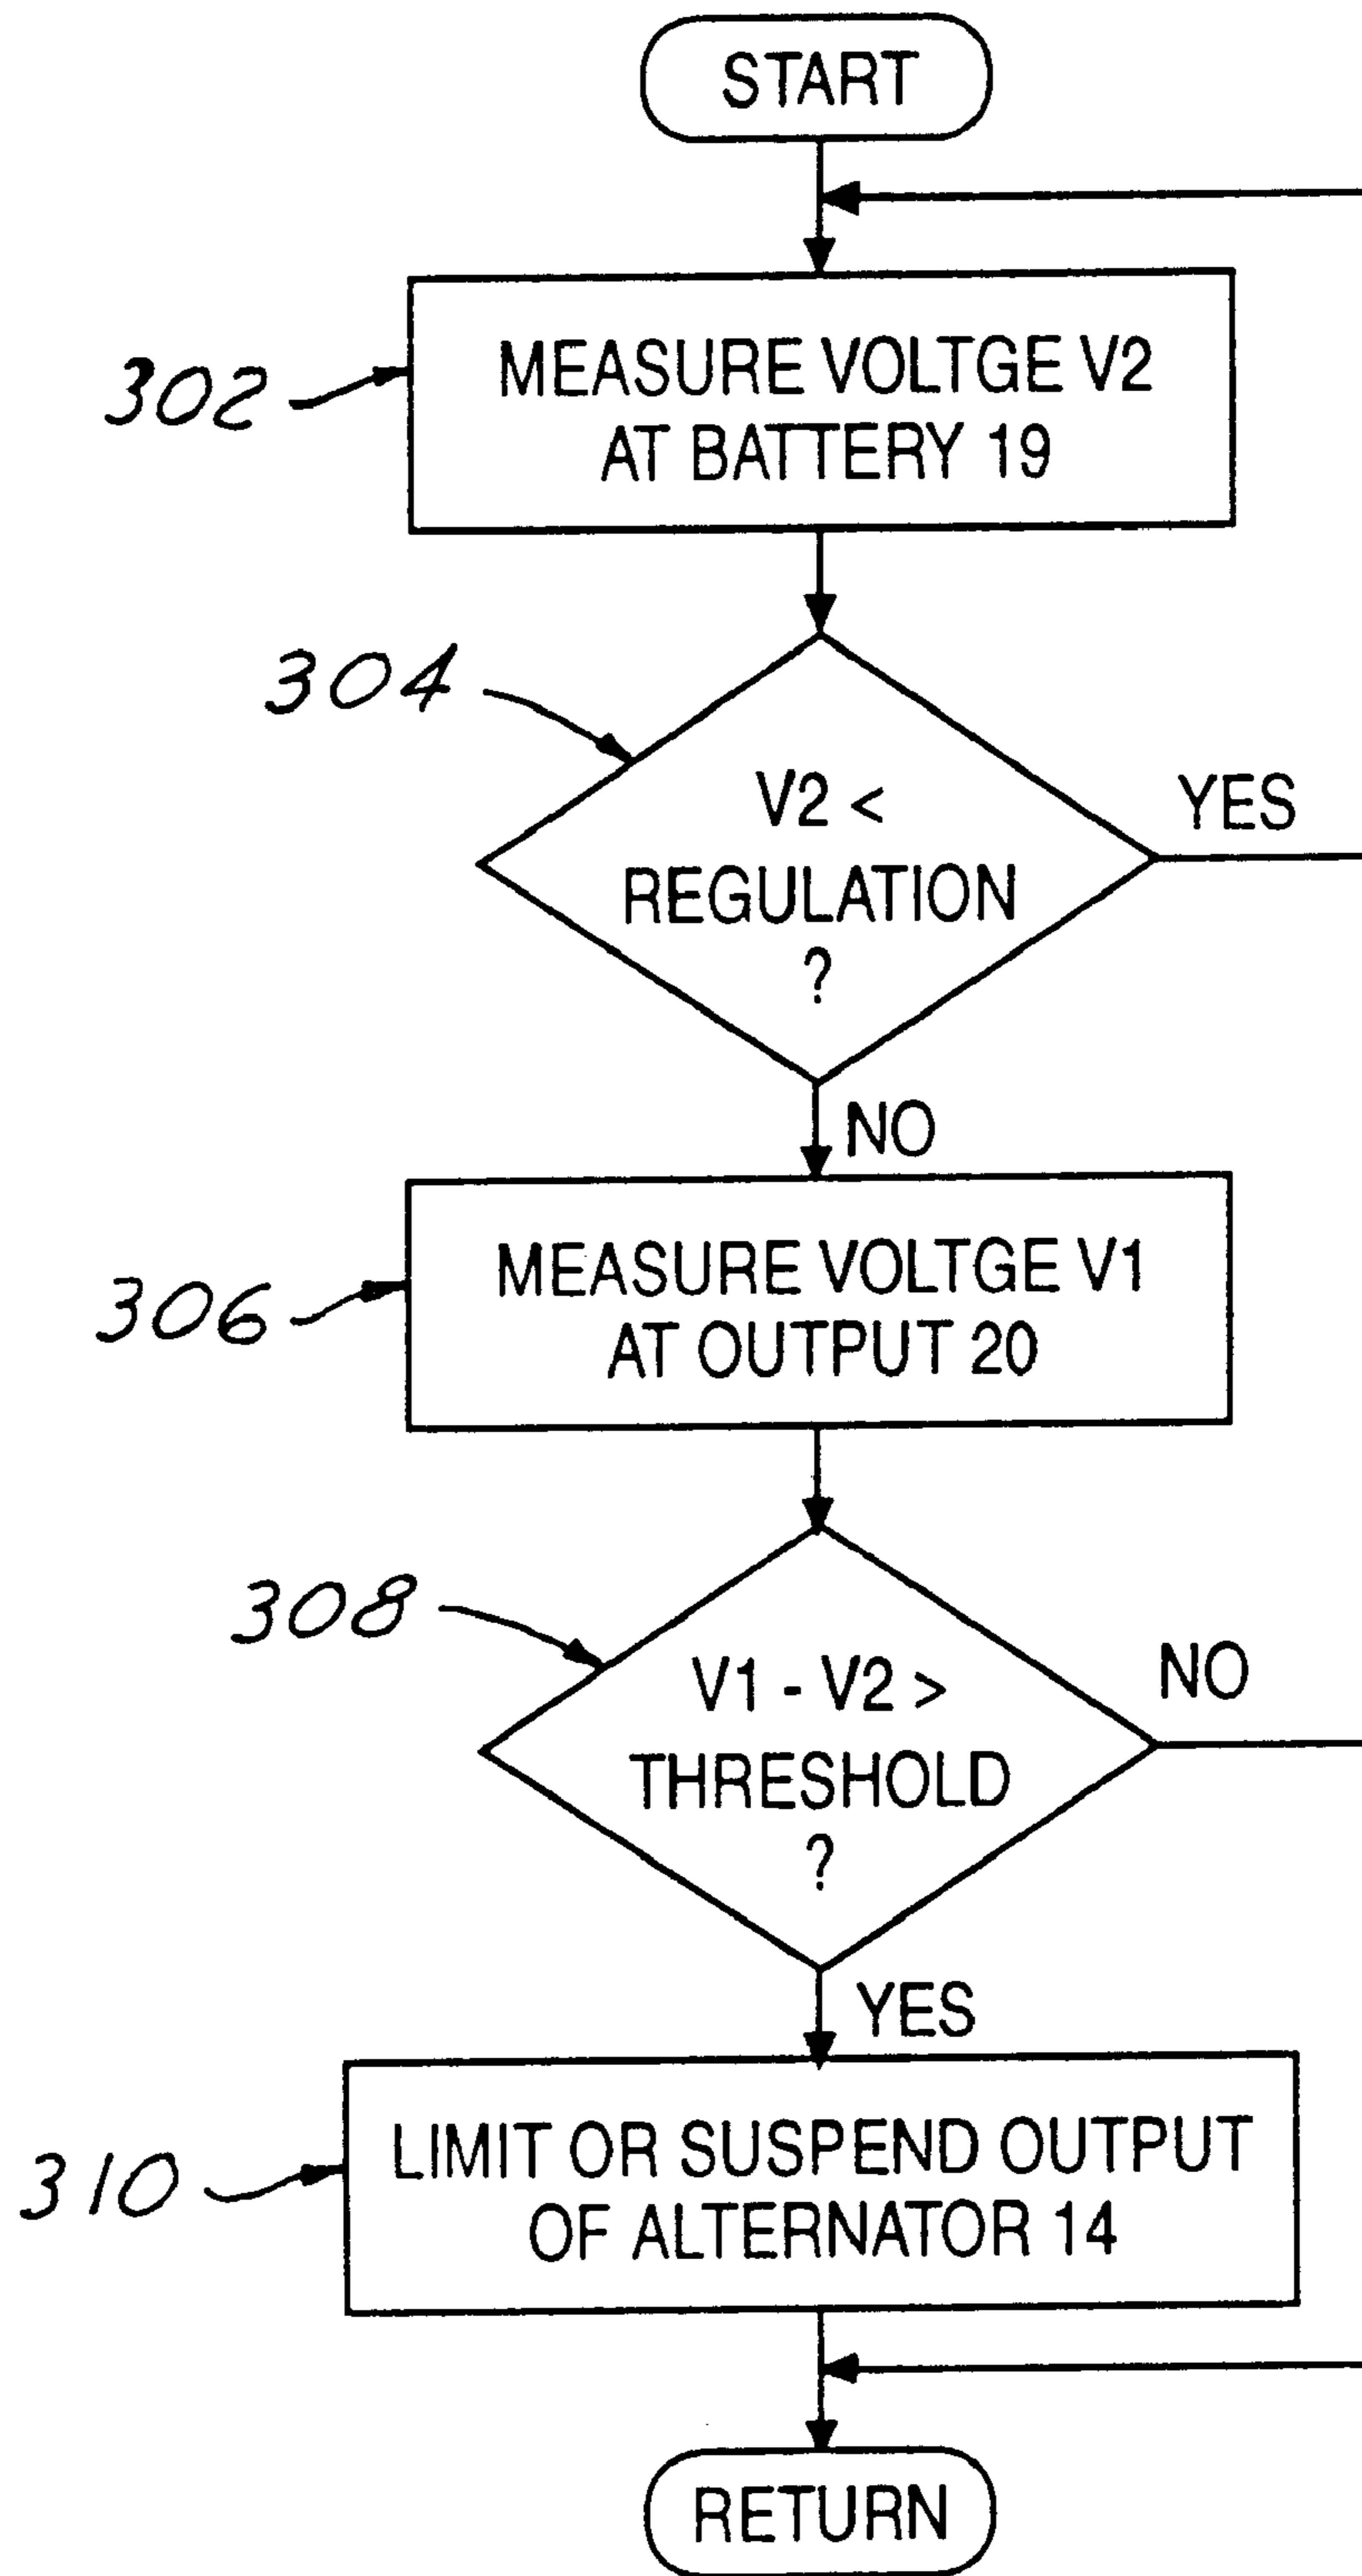 START
302
MEASURE VOLTGE V2
AT BATTERY 19
304
V2 <
REGULATION
?
YES
NO
306
MEASURE VOLTGE V1
AT OUTPUT 20
308
V1 - V2 >
THRESHOLD
?
NO
YES
310
LIMIT OR SUSPEND OUTPUT
OF ALTERNATOR 14
RETURN